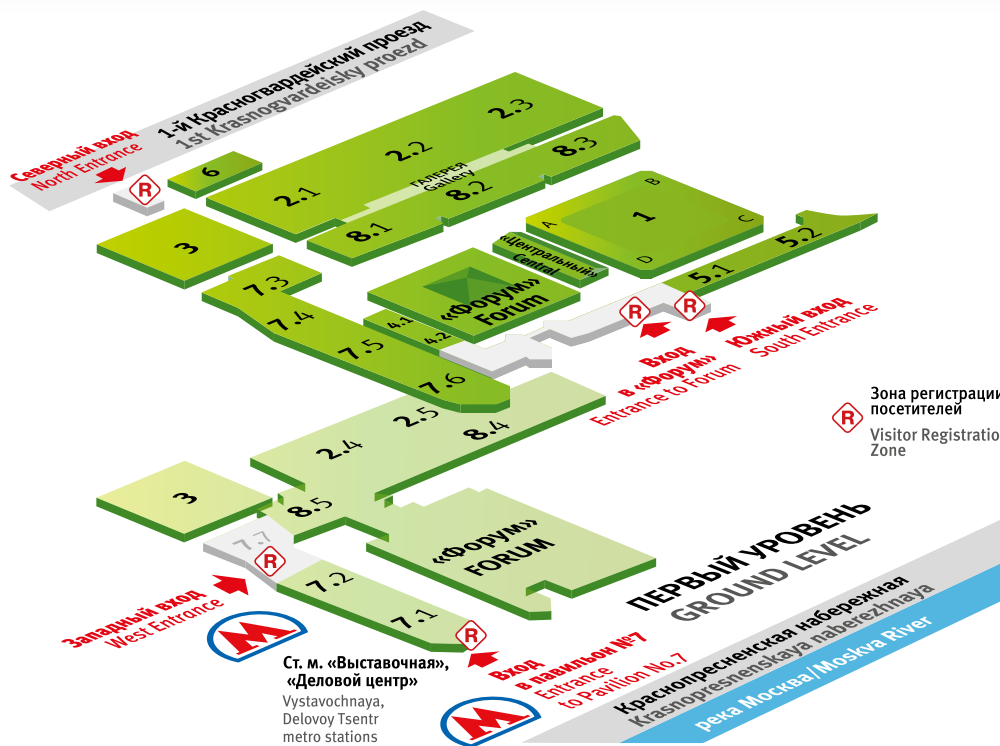 1-й Красногвардейский проезд
1st Krasnogvardeisky proezd
Северный вход
North Entrance
R
6
2.1
2.2
2.3
ГАЛЕРЕЯ
Gallery
8.1
8.2
8.3
3
7.3
7.4
7.5
7.6
4.1
4.2
«Форум»
Forum
«Центральный»
Central
A
B
1
C
D
5.1
5.2
R
R
Вход
в «Форум»
Entrance to Forum
Южный вход
South Entrance
R
Зона регистрации
посетителей
Visitor Registratio
Zone
2.4
2.5
8.4
8.5
3
7.7
R
7.2
7.1
R
«Форум»
FORUM
Западный вход
West Entrance
М
Ст. м. «Выставочная»,
«Деловой центр»
Vystavochnaya,
Delovoy Tsentr
metro stations
Вход
в павильон №7
Entrance
to Pavilion No.7
М
ПЕРВЫЙ УРОВЕНЬ
GROUND LEVEL
Краснопресненская набережная
Krasnopresnenskaya naberezhnaya
река Москва/Moskva River